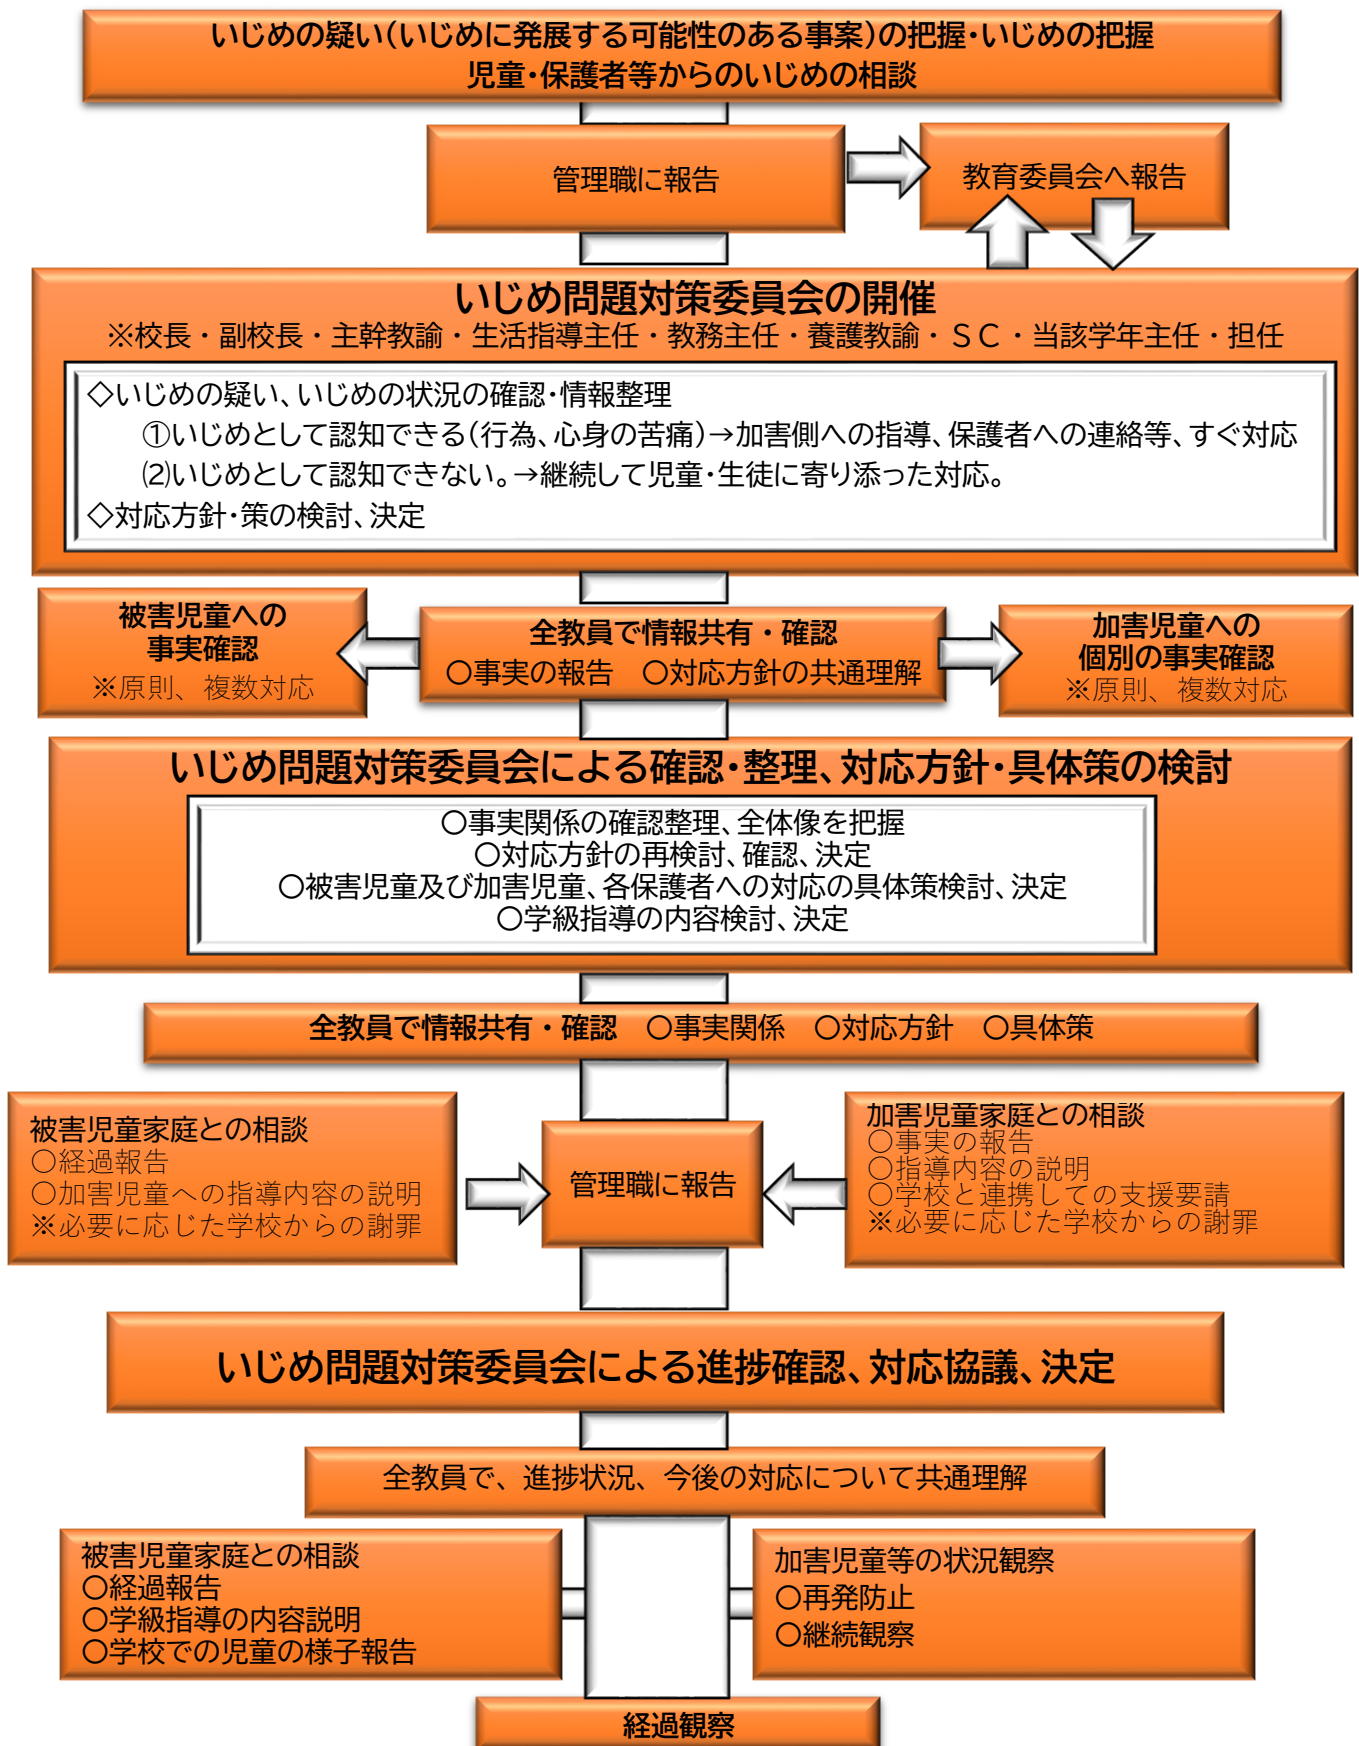 いじめの疑い(いじめに発展する可能性のある事案)の把握・いじめの把握
児童・保護者等からのいじめの相談
管理職に報告
教育委員会へ報告
いじめ問題対策委員会の開催
※校長・副校長・主幹教諭・生活指導主任・教務主任・養護教諭・ＳＣ・当該学年主任・担任
◇いじめの疑い、いじめの状況の確認・情報整理
①いじめとして認知できる(行為、心身の苦痛)→加害側への指導、保護者への連絡等、すぐ対応
⑵いじめとして認知できない。→継続して児童・生徒に寄り添った対応。
◇対応方針・策の検討、決定
被害児童への
事実確認
※原則、複数対応
全教員で情報共有・確認
〇事実の報告　〇対応方針の共通理解
加害児童への
個別の事実確認
※原則、複数対応
いじめ問題対策委員会による確認・整理、対応方針・具体策の検討
〇事実関係の確認整理、全体像を把握
〇対応方針の再検討、確認、決定
〇被害児童及び加害児童、各保護者への対応の具体策検討、決定
〇学級指導の内容検討、決定
全教員で情報共有・確認　〇事実関係　〇対応方針　〇具体策
被害児童家庭との相談
〇経過報告
〇加害児童への指導内容の説明
※必要に応じた学校からの謝罪
管理職に報告
加害児童家庭との相談
〇事実の報告
〇指導内容の説明
〇学校と連携しての支援要請
※必要に応じた学校からの謝罪
いじめ問題対策委員会による進捗確認、対応協議、決定
全教員で、進捗状況、今後の対応について共通理解
被害児童家庭との相談
〇経過報告
〇学級指導の内容説明
〇学校での児童の様子報告
加害児童等の状況観察
〇再発防止
〇継続観察
経過観察